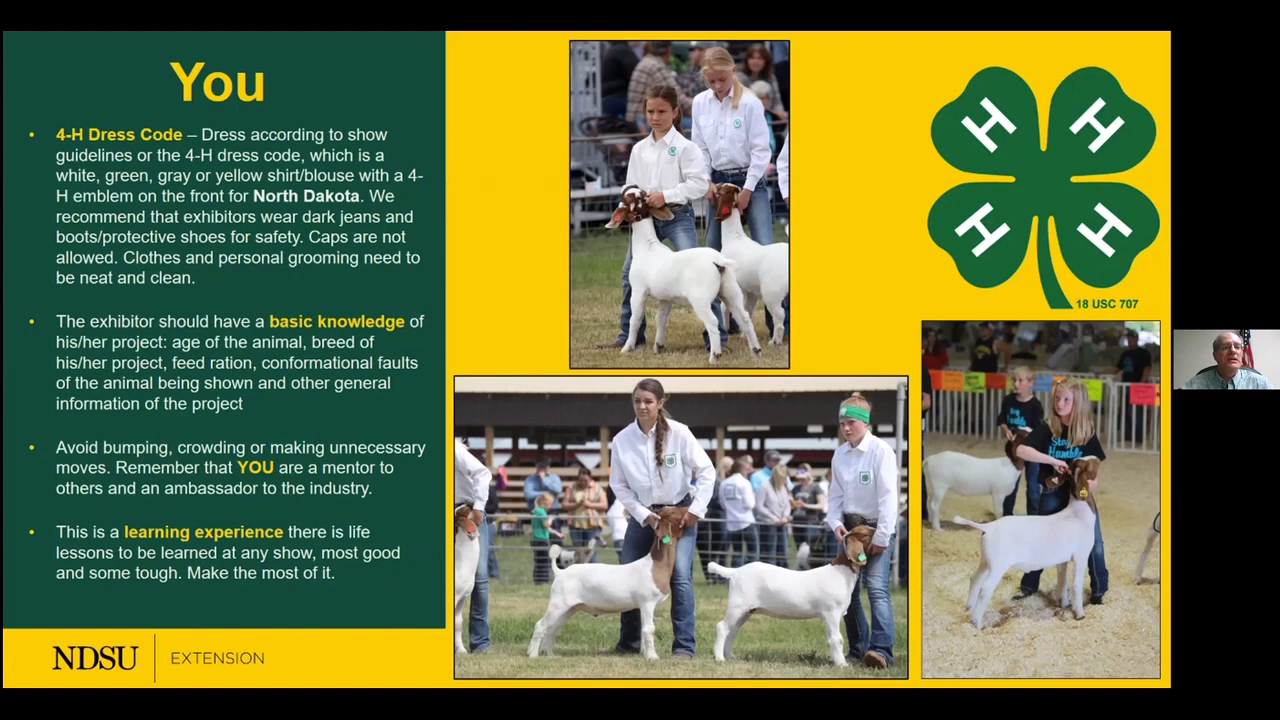 You
• 4-H Dress Code – Dress according to show
guidelines or the 4-H dress code, which is a
white, green, gray or yellow shirt/blouse with a 4-
H emblem on the front for North Dakota. We
recommend that exhibitors wear dark jeans and
boots/protective shoes for safety. Caps are not
allowed. Clothes and personal grooming need to
be neat and clean.
• The exhibitor should have a basic knowledge of
his/her project: age of the animal, breed of
his/her project, feed ration, conformational faults
of the animal being shown and other general
information of the project
• Avoid bumping, crowding or making unnecessary
moves. Remember that YOU are a mentor to
others and an ambassador to the industry.
• This is a learning experience there is life
lessons to be learned at any show, most good
and some tough. Make the most of it.
NDSU
EXTENSION
H H
H H
18 USC 707
Stay
Humble